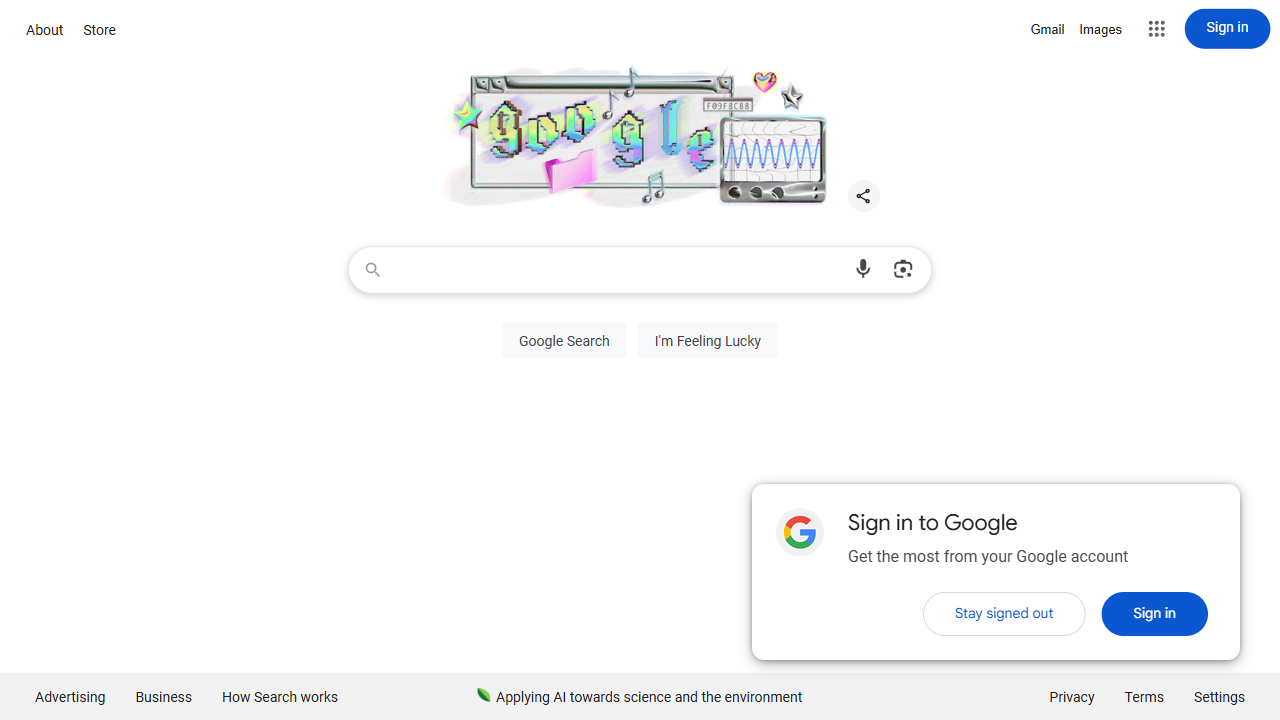 About Store
Gmail Images Sign in
google
F09F8C88
Google Search I'm Feeling Lucky
Sign in to Google
Get the most from your Google account
Stay signed out Sign in
Advertising Business How Search works
Applying AI towards science and the environment
Privacy Terms Settings